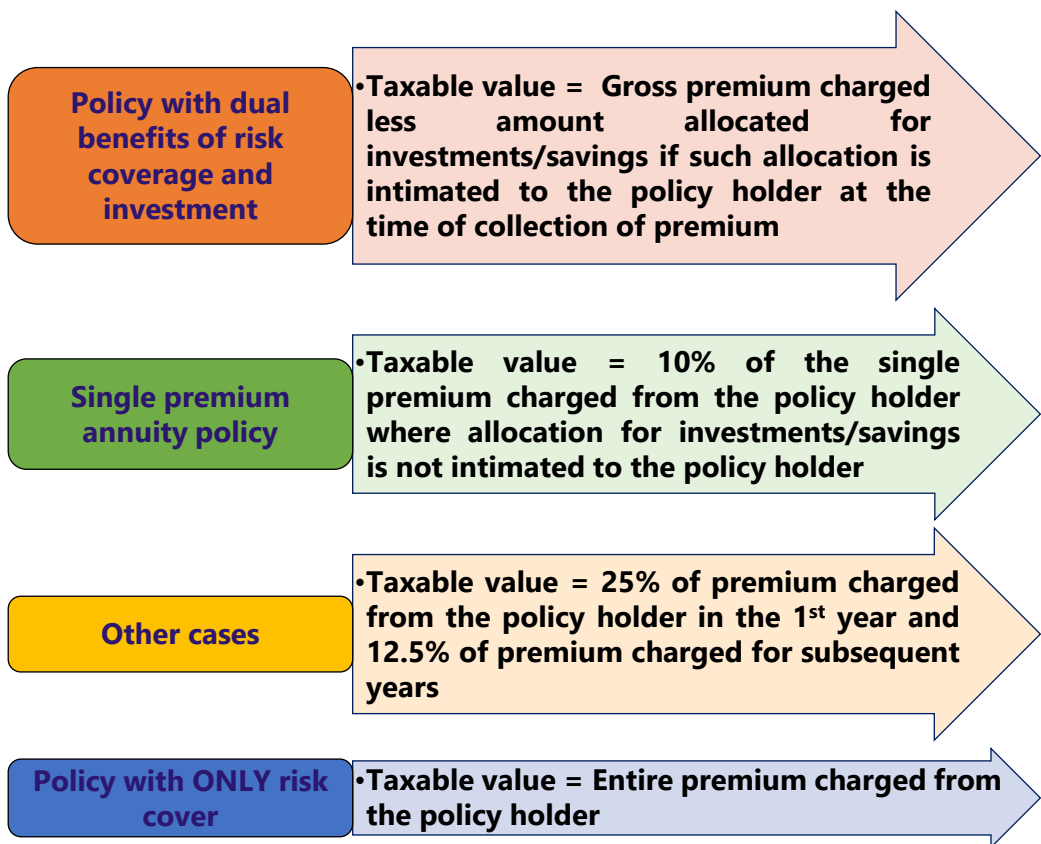 Policy with dual
benefits of risk
coverage and
investment
•Taxable value = Gross premium charged
less amount allocated for
investments/savings if such allocation is
intimated to the policy holder at the
time of collection of premium
Single premium
annuity policy
•Taxable value = 10% of the single
premium charged from the policy holder
where allocation for investments/savings
is not intimated to the policy holder
Other cases
•Taxable value = 25% of premium charged
from the policy holder in the 1st year and
12.5% of premium charged for subsequent
years
Policy with ONLY risk
cover
•Taxable value = Entire premium charged from
the policy holder